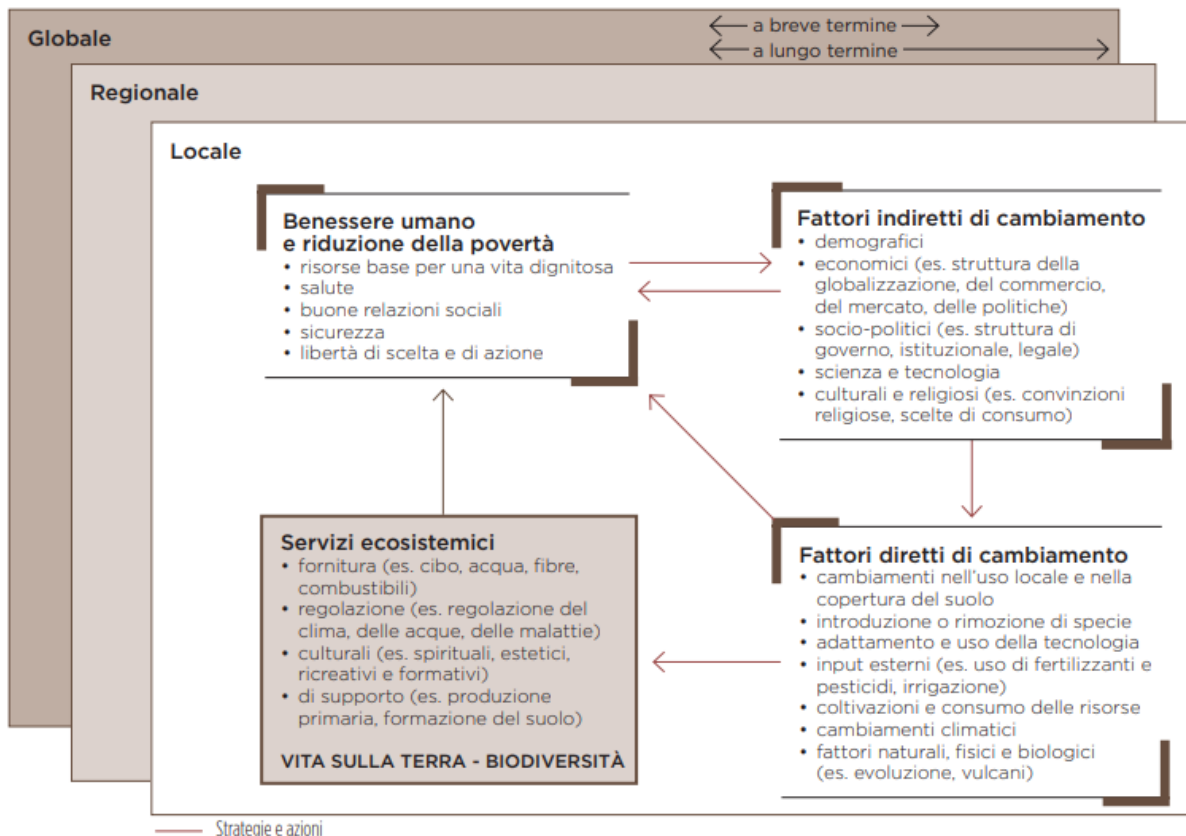 Globale
a breve termine
a lungo termine
Regionale
Locale
Benessere umano
e riduzione della povertà
• risorse base per una vita dignitosa
• salute
• buone relazioni sociali
• sicurezza
• libertà di scelta e di azione
Fattori indiretti di cambiamento
• demografici
• economici (es. struttura della
globalizzazione, del commercio,
del mercato, delle politiche)
• socio-politici (es. struttura di
governo, istituzionale, legale)
• scienza e tecnologia
• culturali e religiosi (es. convinzioni
religiose, scelte di consumo)
Servizi ecosistemici
• fornitura (es. cibo, acqua, fibre,
combustibili)
• regolazione (es. regolazione del
clima, delle acque, delle malattie)
• culturali (es. spirituali, estetici,
ricreativi e formativi)
• di supporto (es. produzione
primaria, formazione del suolo)
VITA SULLA TERRA - BIODIVERSITÀ
Fattori diretti di cambiamento
• cambiamenti nell'uso locale e nella
copertura del suolo
• introduzione o rimozione di specie
• adattamento e uso della tecnologia
• input esterni (es. uso di fertilizzanti e
pesticidi, irrigazione)
• coltivazioni e consumo delle risorse
• cambiamenti climatici
• fattori naturali, fisici e biologici
(es. evoluzione, vulcani)
Strategie e azioni